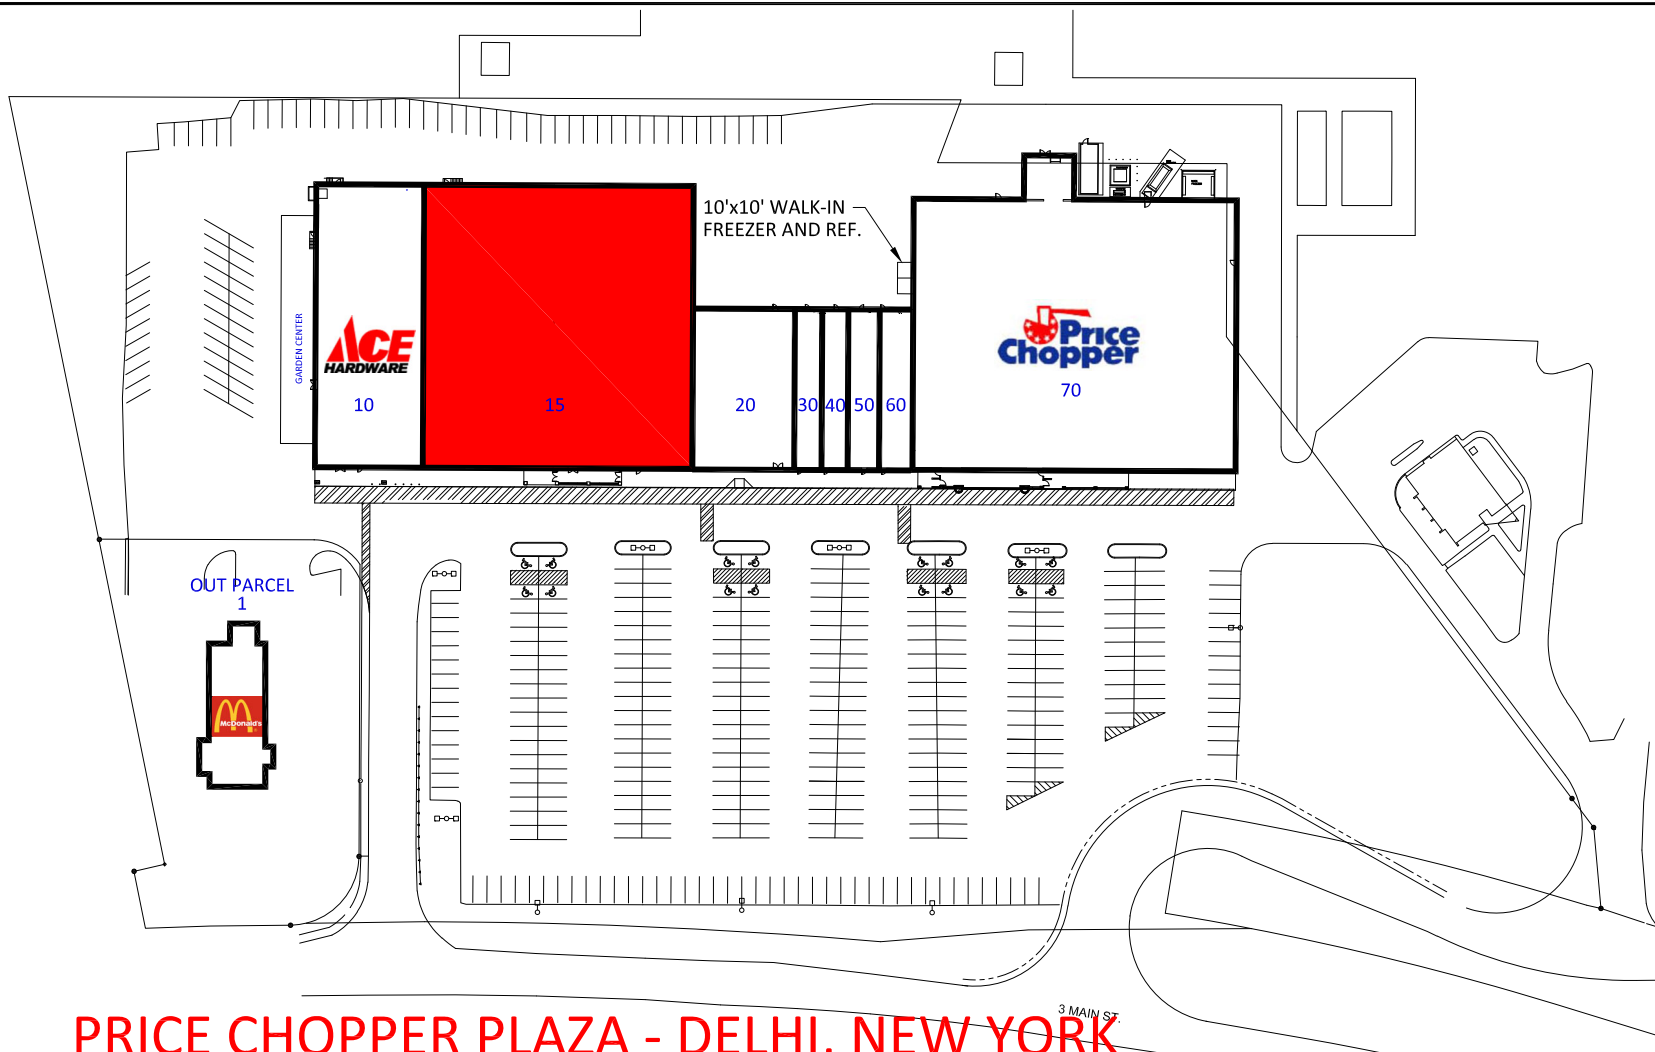 10'x10' WALK-IN
FREEZER AND REF.
GARDEN CENTER
ACE
HARDWARE
Price
Chopper
10
15
20
30
40
50
60
70
OUT PARCEL
1
McDonald's
3 MAIN ST.
PRICE CHOPPER PLAZA - DELHI, NEW YORK